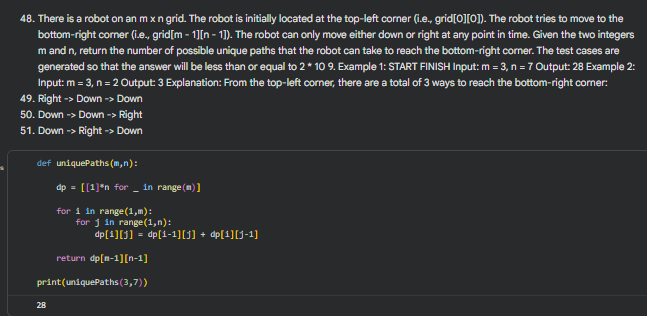 48. There is a robot on an m x n grid. The robot is initially located at the top-left corner (i.e., grid[0][0]). The robot tries to move to the
bottom-right corner (i.e., grid[m - 1][n - 1]). The robot can only move either down or right at any point in time. Given the two integers
m and n, return the number of possible unique paths that the robot can take to reach the bottom-right corner. The test cases are
generated so that the answer will be less than or equal to 2 * 10 9. Example 1: START FINISH Input: m = 3, n = 7 Output: 28 Example 2:
Input: m = 3, n = 2 Output: 3 Explanation: From the top-left corner, there are a total of 3 ways to reach the bottom-right corner:
49. Right -> Down -> Down
50. Down -> Down -> Right
51. Down -> Right -> Down
def uniquePaths(m,n):
dp = [[1]*n for _ in range(m)]
for i in range(1,m):
for j in range(1,n):
dp[i][j] = dp[i-1][j] + dp[i][j-1]
return dp[m-1][n-1]
print(uniquePaths(3,7))
28